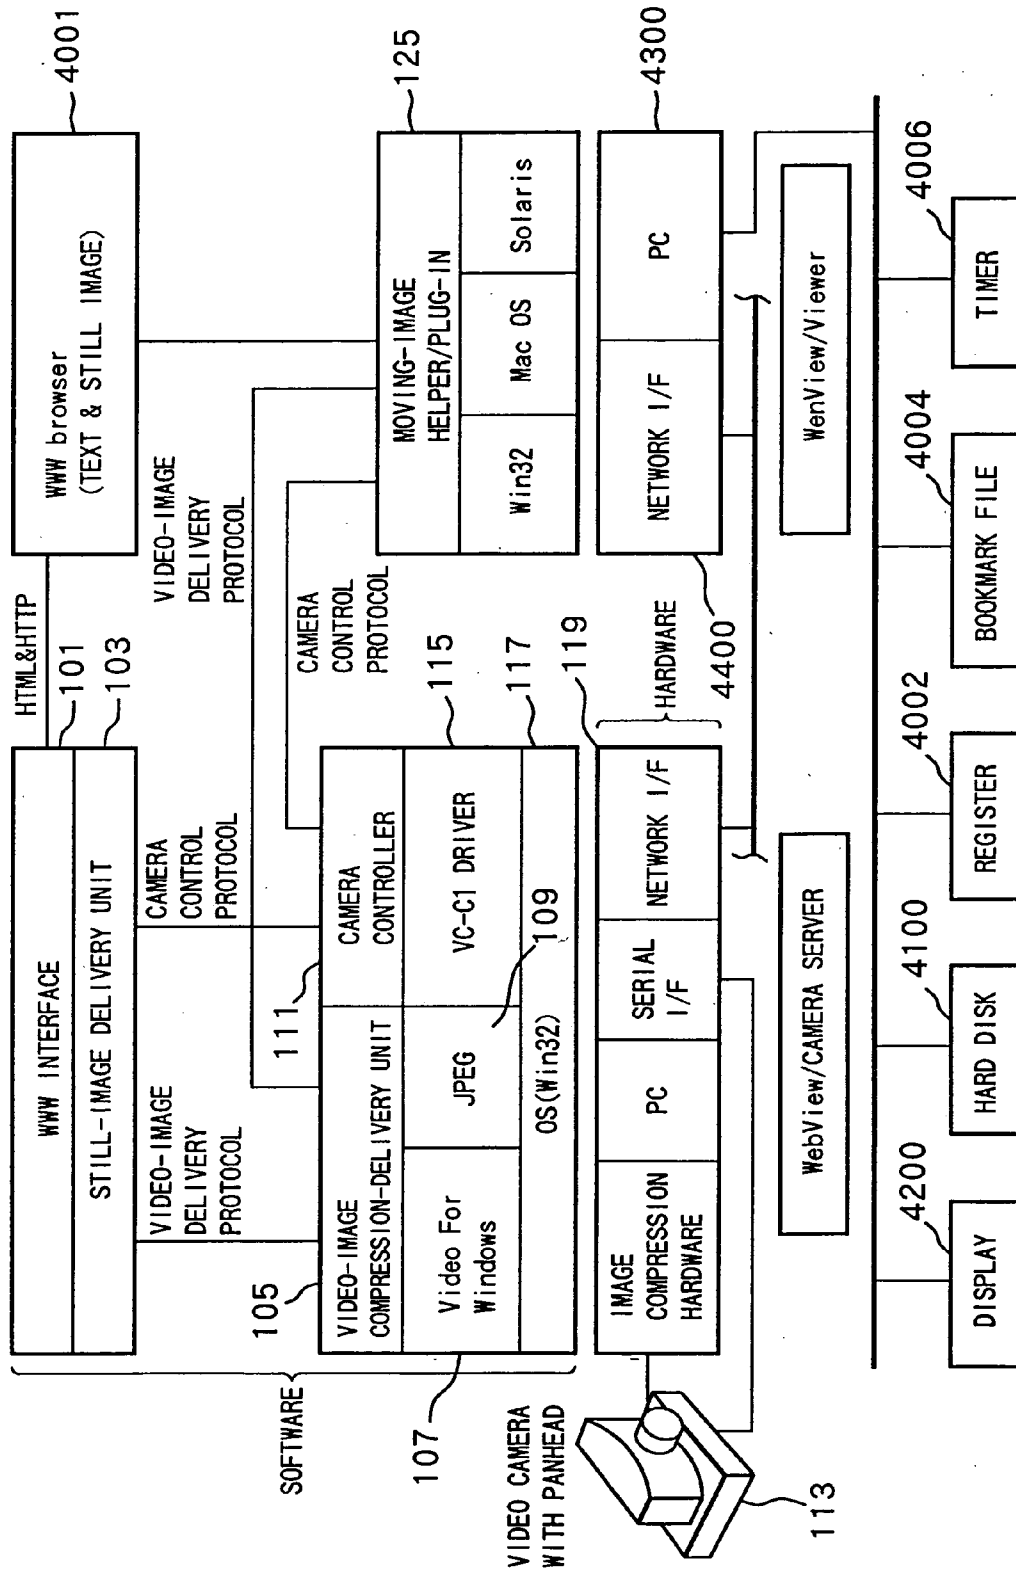 WWW INTERFACE
STILL-IMAGE DELIVERY UNIT
101
103
HTML&HTTP
WWW browser
(TEXT & STILL IMAGE)
4001
SOFTWARE
VIDEO-IMAGE
DELIVERY
PROTOCOL
CAMERA
CONTROL
PROTOCOL
VIDEO-IMAGE
DELIVERY
PROTOCOL
CAMERA
CONTROL
PROTOCOL
105
VIDEO-IMAGE
COMPRESSION-DELIVERY UNIT
111
CAMERA
CONTROLLER
115
107
Video For
Windows
JPEG
VC-C1 DRIVER
109
117
OS(Win32)
MOVING-IMAGE
HELPER/PLUG-IN
125
Win32
Mac OS
Solaris
VIDEO CAMERA
WITH PANHEAD
113
IMAGE
COMPRESSION
HARDWARE
PC
SERIAL
I/F
NETWORK I/F
119
HARDWARE
4400
NETWORK I/F
PC
4300
WebView/CAMERA SERVER
WenView/Viewer
4200
DISPLAY
4100
HARD DISK
4002
REGISTER
4004
BOOKMARK FILE
4006
TIMER